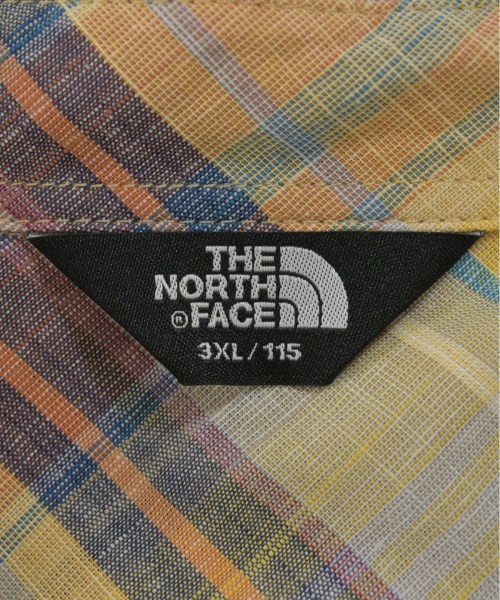 THE
NORTH
® FACE
3XL / 115